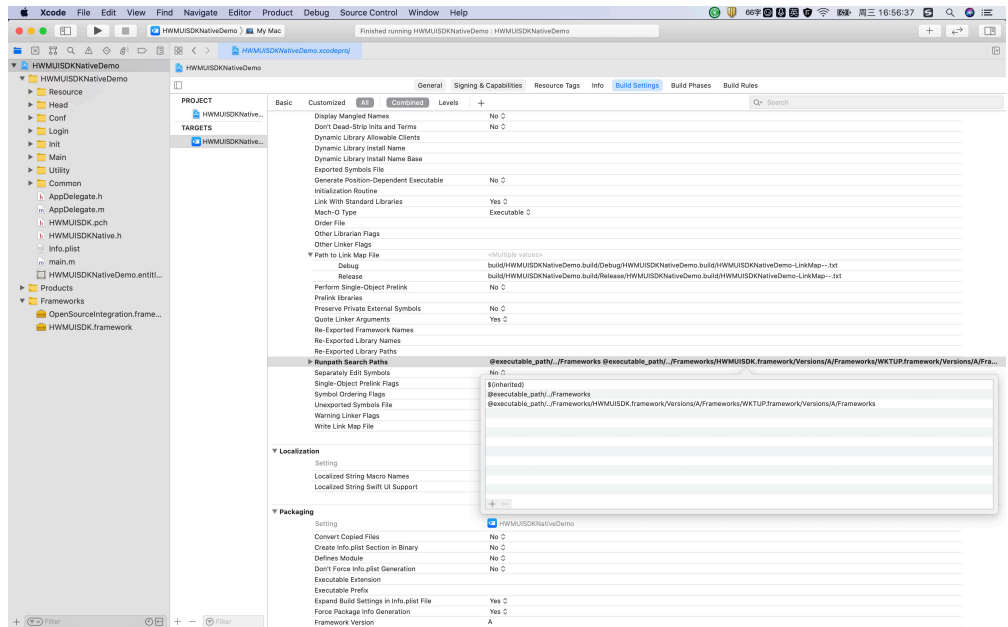 Xcode File Edit View Find Navigate Editor Product Debug Source Control Window Help 周三 16:56:37
HWMUISDKNativeDemo 〉 My Mac Finished running HWMUISDKNativeDemo : HWMUISDKNativeDemo
HWMUISDKNativeDemo.xcodeproj
HWMUISDKNativeDemo
HWMUISDKNativeDemo
Resource
Head
Conf
Login
Init
Main
Utility
Common
AppDelegate.h
AppDelegate.m
HWMUISDK.pch
HWMUISDKNative.h
Info.plist
main.m
HWMUISDKNativeDemo.entitl...
Products
Frameworks
OpenSourceIntegration.frame...
HWMUISDK.framework
Filter
HWMUISDKNativeDemo
General Signing & Capabilities Resource Tags Info Build Settings Build Phases Build Rules
PROJECT
HWMUISDKNative...
TARGETS
HWMUISDKNative...
Filter
Basic Customized All Combined Levels + Search
Display Mangled Names No
Don't Dead-Strip Inits and Terms No
Dynamic Library Allowable Clients
Dynamic Library Install Name
Dynamic Library Install Name Base
Exported Symbols File
Generate Position-Dependent Executable No
Initialization Routine
Link With Standard Libraries Yes
Mach-O Type Executable
Order File
Other Librarian Flags
Other Linker Flags
Path to Link Map File <Multiple values>
Debug build/HWMUISDKNativeDemo.build/Debug/HWMUISDKNativeDemo.build/HWMUISDKNativeDemo-LinkMap--.txt
Release build/HWMUISDKNativeDemo.build/Release/HWMUISDKNativeDemo.build/HWMUISDKNativeDemo-LinkMap--.txt
Perform Single-Object Prelink No
Prelink libraries
Preserve Private External Symbols No
Quote Linker Arguments Yes
Re-Exported Framework Names
Re-Exported Library Names
Re-Exported Library Paths
Runpath Search Paths @executable_path/../Frameworks @executable_path/../Frameworks/HWMUISDK.framework/Versions/A/Frameworks/WKTUP.framework/Versions/A/Fra...
Separately Edit Symbols No
Single-Object Prelink Flags
Symbol Ordering Flags
Unexported Symbols File
Warning Linker Flags
Write Link Map File
$(inherited)
@executable_path/../Frameworks
@executable_path/../Frameworks/HWMUISDK.framework/Versions/A/Frameworks/WKTUP.framework/Versions/A/Frameworks
Localization
Setting
Localized String Macro Names
Localized String Swift UI Support
Packaging
Setting HWMUISDKNativeDemo
Convert Copied Files No
Create Info.plist Section in Binary No
Defines Module No
Don't Force Info.plist Generation No
Executable Extension
Executable Prefix
Expand Build Settings in Info.plist File Yes
Force Package Info Generation Yes
Framework Version A